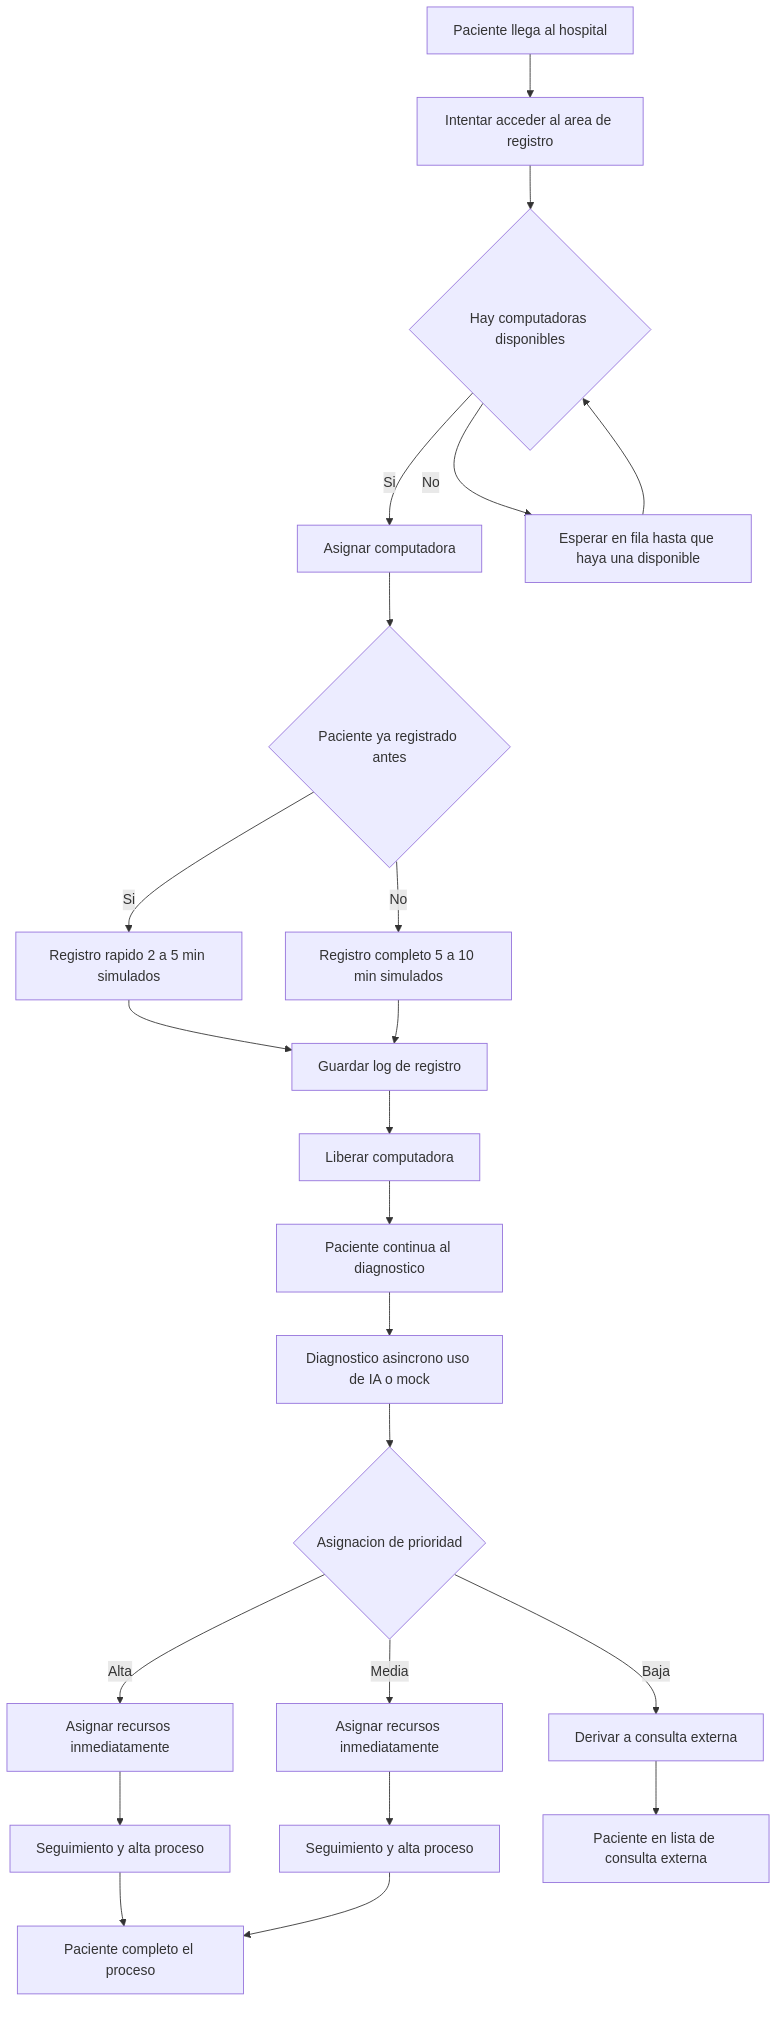 Paciente llega al hospital
Intentar acceder al area de
registro
Hay computadoras
disponibles
Si
No
Asignar computadora
Esperar en fila hasta que
haya una disponible
Paciente ya registrado
antes
Si
No
Registro rapido 2 a 5 min
simulados
Registro completo 5 a 10
min simulados
Guardar log de registro
Liberar computadora
Paciente continua al
diagnostico
Diagnostico asincrono uso
de IA o mock
Asignacion de prioridad
Alta
Media
Baja
Asignar recursos
inmediatamente
Asignar recursos
inmediatamente
Derivar a consulta externa
Seguimiento y alta proceso
Seguimiento y alta proceso
Paciente en lista de
consulta externa
Paciente completo el
proceso